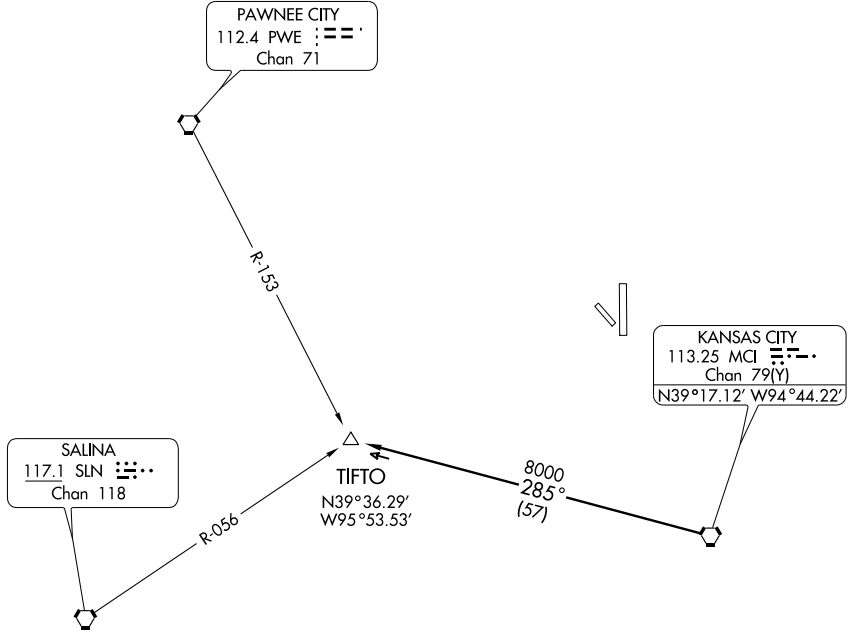 PAWNEE CITY
112.4 PWE
Chan 71
R-153
KANSAS CITY
113.25 MCI
Chan 79(Y)
N39°17.12' W94°44.22'
SALINA
117.1 SLN
Chan 118
TIFTO
N39°36.29'
W95°53.53'
8000
285°
(57)
R-056